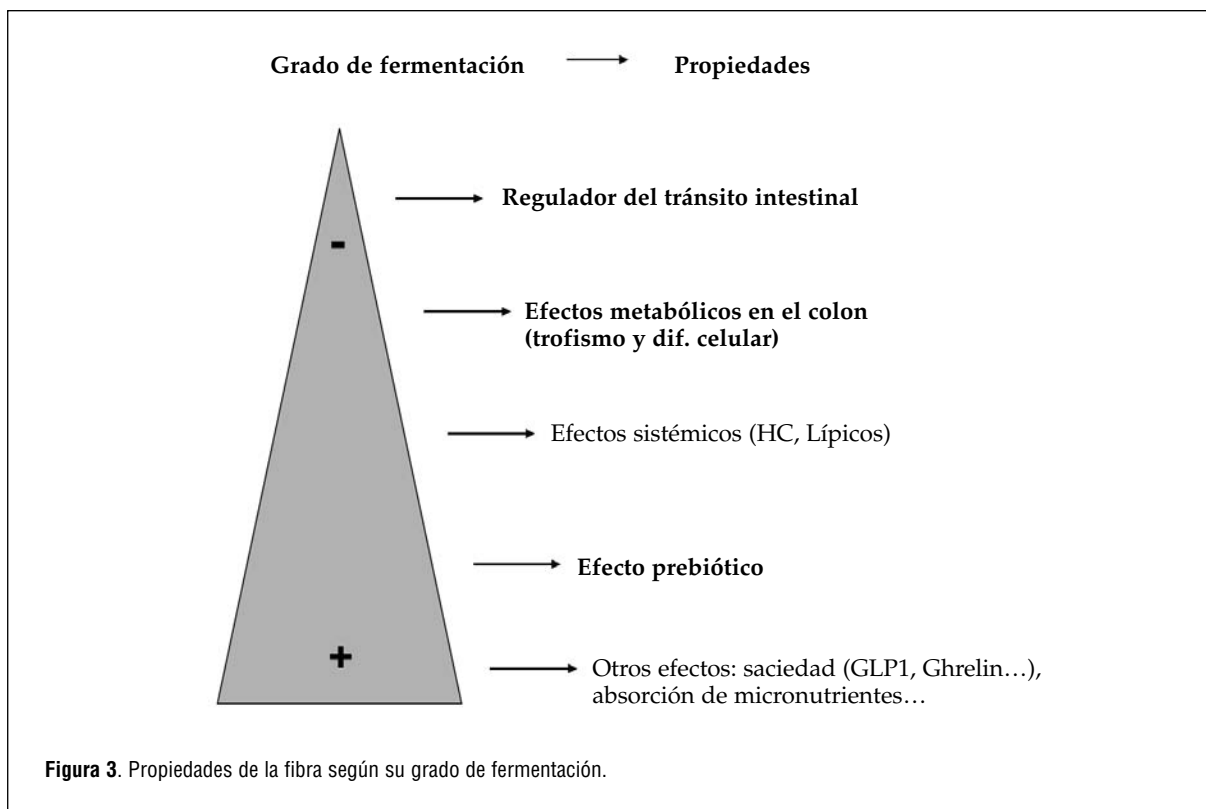 Grado de fermentación → Propiedades
Regulador del tránsito intestinal
-
Efectos metabólicos en el colon
(trofismo y dif. celular)
Efectos sistémicos (HC, Lípicos)
Efecto prebiótico
+
Otros efectos: saciedad (GLP1, Ghrelin…),
absorción de micronutrientes…
Figura 3. Propiedades de la fibra según su grado de fermentación.